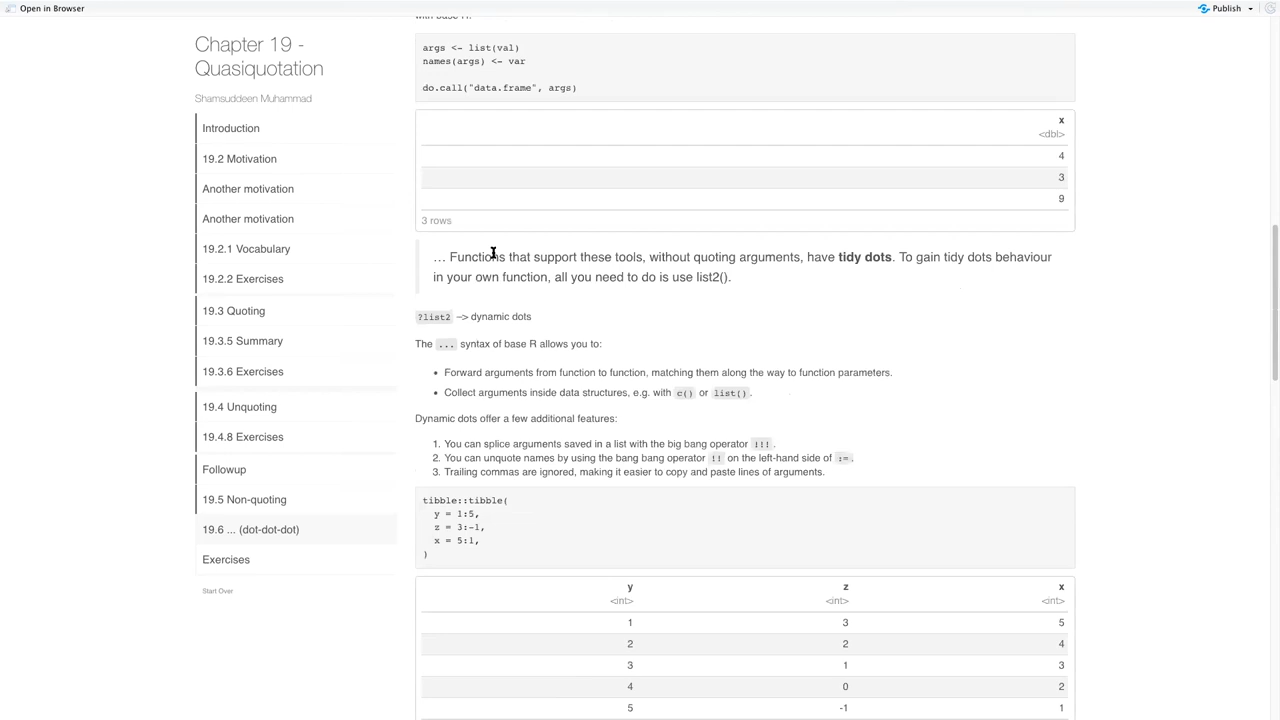 Open in Browser
Publish
with base R.
Chapter 19 -
Quasiquotation
Shamsuddeen Muhammad
Introduction
19.2 Motivation
Another motivation
Another motivation
19.2.1 Vocabulary
19.2.2 Exercises
19.3 Quoting
19.3.5 Summary
19.3.6 Exercises
19.4 Unquoting
19.4.8 Exercises
Followup
19.5 Non-quoting
19.6 ... (dot-dot-dot)
Exercises
Start Over
args <- list(val)
names(args) <- var
do.call("data.frame", args)
x
<dbl>
4
3
9
3 rows
… Functions that support these tools, without quoting arguments, have tidy dots. To gain tidy dots behaviour
in your own function, all you need to do is use list2().
?list2 –> dynamic dots
The ... syntax of base R allows you to:
• Forward arguments from function to function, matching them along the way to function parameters.
• Collect arguments inside data structures, e.g. with c() or list().
Dynamic dots offer a few additional features:
1. You can splice arguments saved in a list with the big bang operator !!!.
2. You can unquote names by using the bang bang operator !! on the left-hand side of :=.
3. Trailing commas are ignored, making it easier to copy and paste lines of arguments.
tibble::tibble(
y = 1:5,
z = 3:-1,
x = 5:1,
)
y z x
<int> <int> <int>
1 3 5
2 2 4
3 1 3
4 0 2
5 -1 1